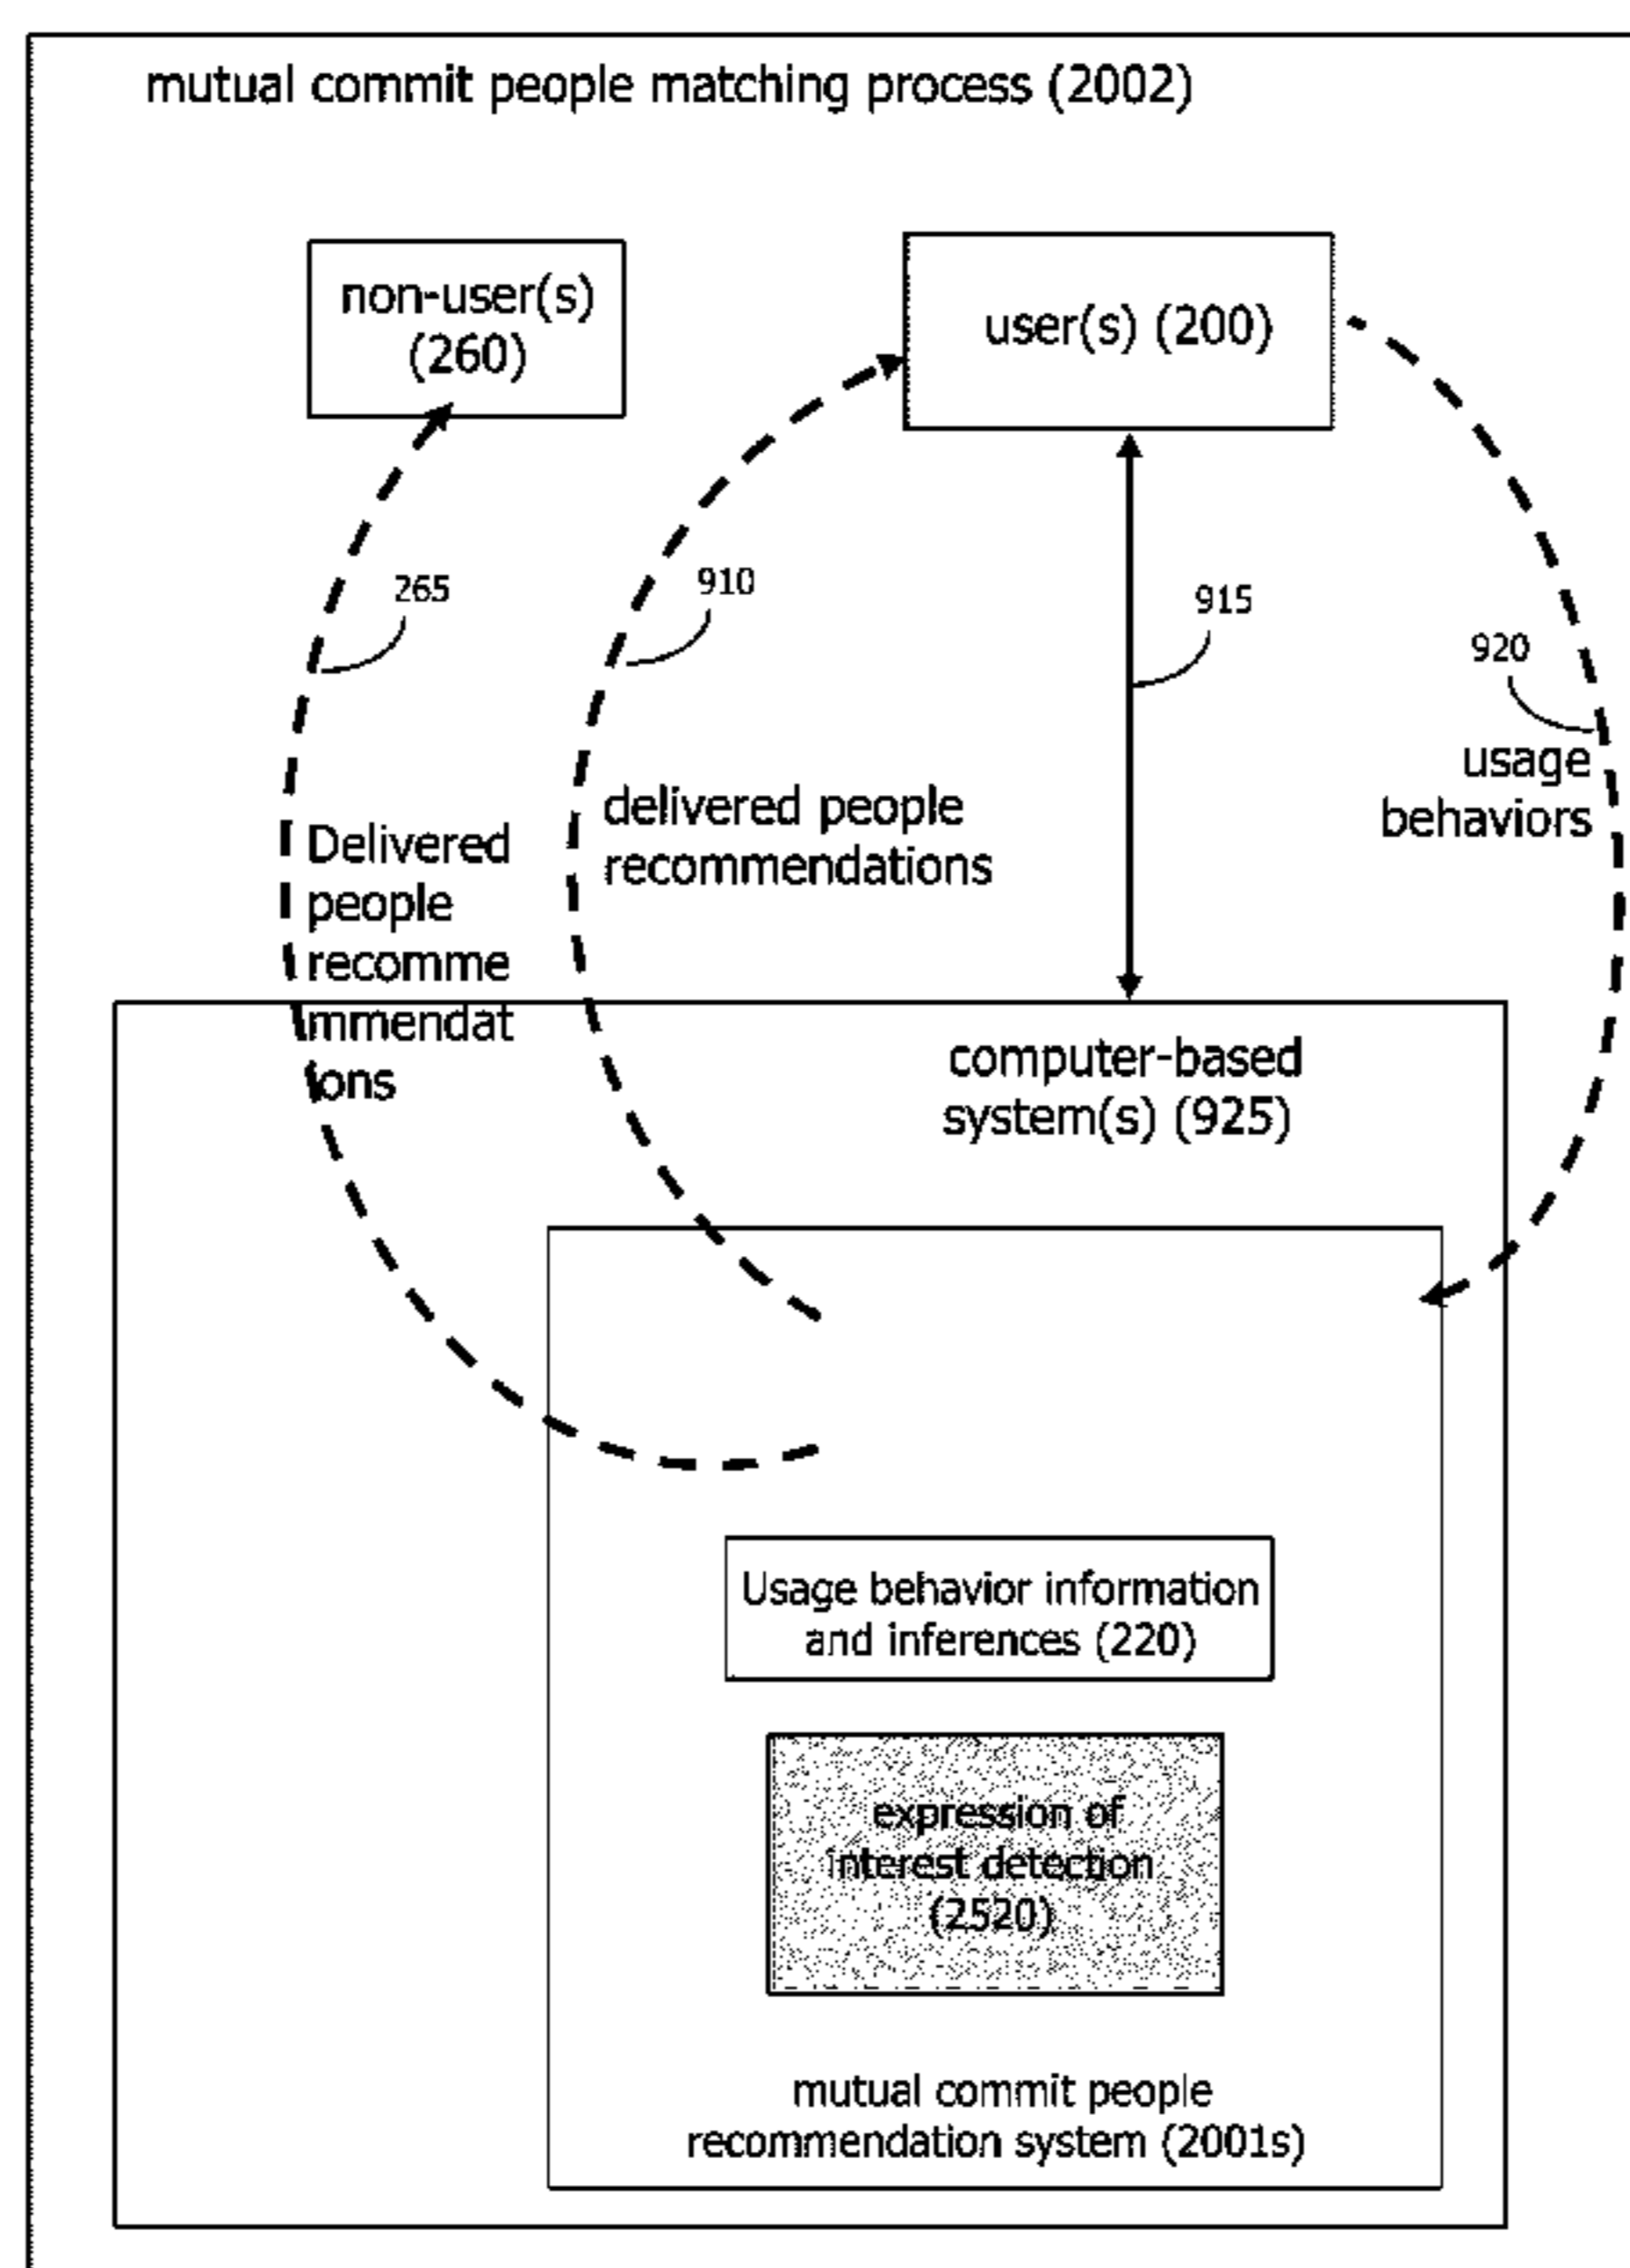 mutual commit people matching process (2002)
non-user(s)
(260)
user(s) (200)
265
910
915
920
usage
behaviors
delivered people
recommendations
Delivered
people
recomme
mmendat
ions
computer-based
system(s) (925)
Usage behavior information
and inferences (220)
expression of
interest detection
(2520)
mutual commit people
recommendation system (2001s)